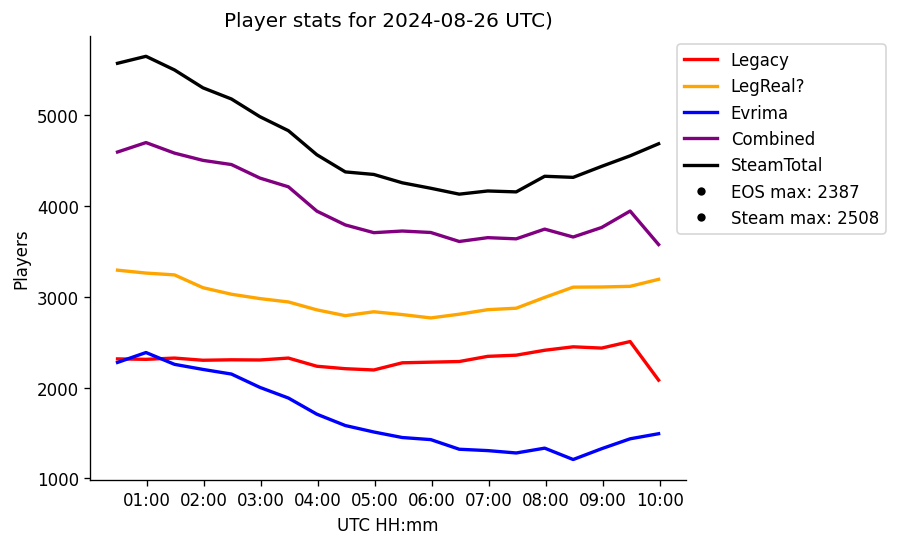 Player stats for 2024-08-26 UTC)
Legacy
LegReal?
Evrima
Combined
SteamTotal
EOS max: 2387
Steam max: 2508
5000
4000
3000
2000
1000
Players
01:00 02:00 03:00 04:00 05:00 06:00 07:00 08:00 09:00 10:00
UTC HH:mm